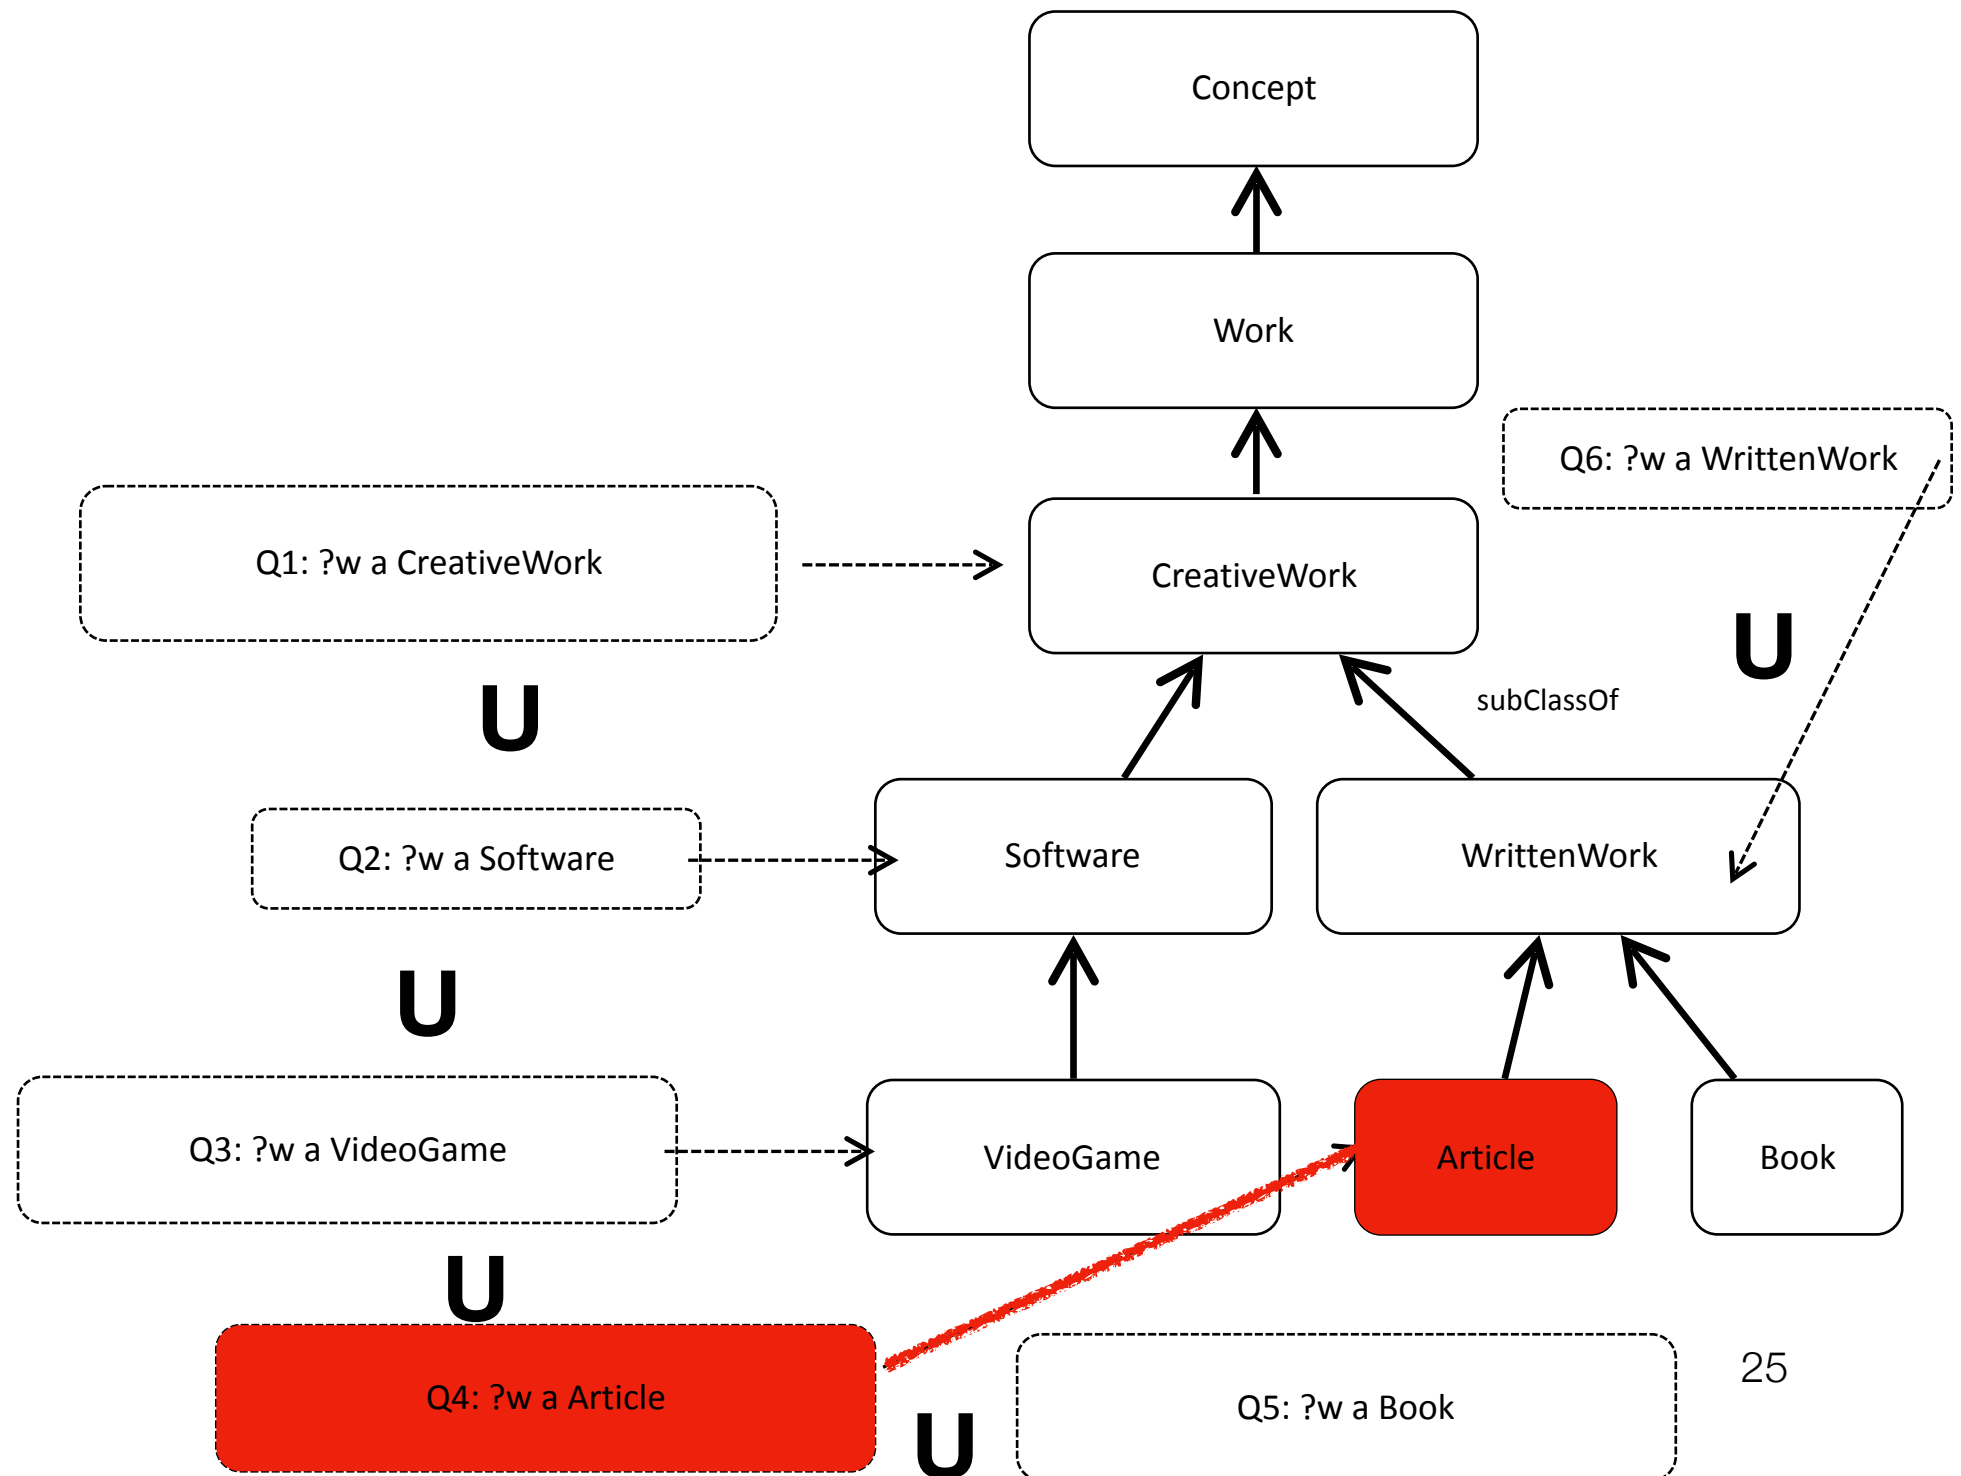 Concept
Work
Q6: ?w a WrittenWork
Q1: ?w a CreativeWork
CreativeWork
U
U
subClassOf
Q2: ?w a Software
Software
WrittenWork
U
Q3: ?w a VideoGame
VideoGame
Article
Book
U
Q4: ?w a Article
U
Q5: ?w a Book
25